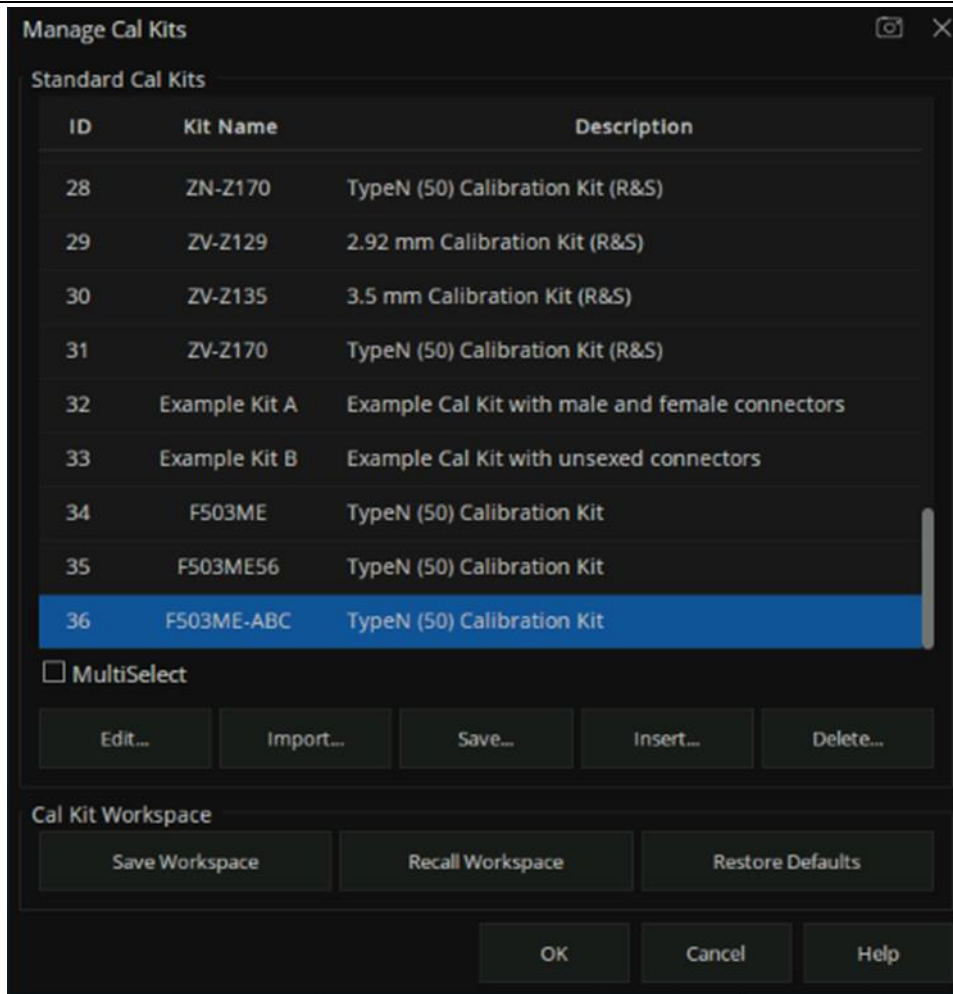 Manage Cal Kits
Standard Cal Kits
ID Kit Name Description
28 ZN-Z170 TypeN (50) Calibration Kit (R&S)
29 ZV-Z129 2.92 mm Calibration Kit (R&S)
30 ZV-Z135 3.5 mm Calibration Kit (R&S)
31 ZV-Z170 TypeN (50) Calibration Kit (R&S)
32 Example Kit A Example Cal Kit with male and female connectors
33 Example Kit B Example Cal Kit with unsexed connectors
34 F503ME TypeN (50) Calibration Kit
35 F503ME56 TypeN (50) Calibration Kit
36 F503ME-ABC TypeN (50) Calibration Kit
MultiSelect
Edit... Import... Save... Insert... Delete...
Cal Kit Workspace
Save Workspace Recall Workspace Restore Defaults
OK Cancel Help